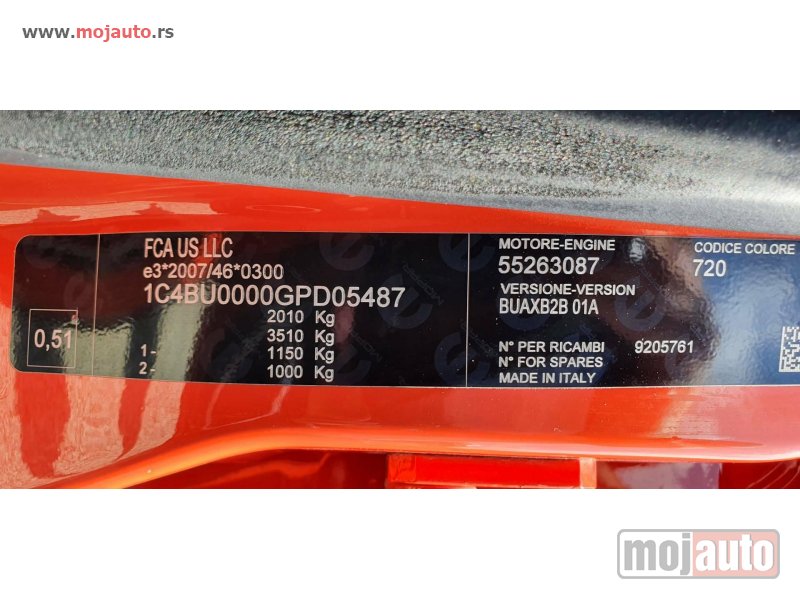 www.mojauto.rs
FCA US LLC
e3*2007/46*0300
1C4BU0000GPD05487
2010 Kg
3510 Kg
1- 1150 Kg
2- 1000 Kg
0,51
MOTORE-ENGINE
55263087
VERSIONE-VERSION
BUAXB2B 01A
N° PER RICAMBI 9205761
N° FOR SPARES
MADE IN ITALY
CODICE COLORE
720
mojauto